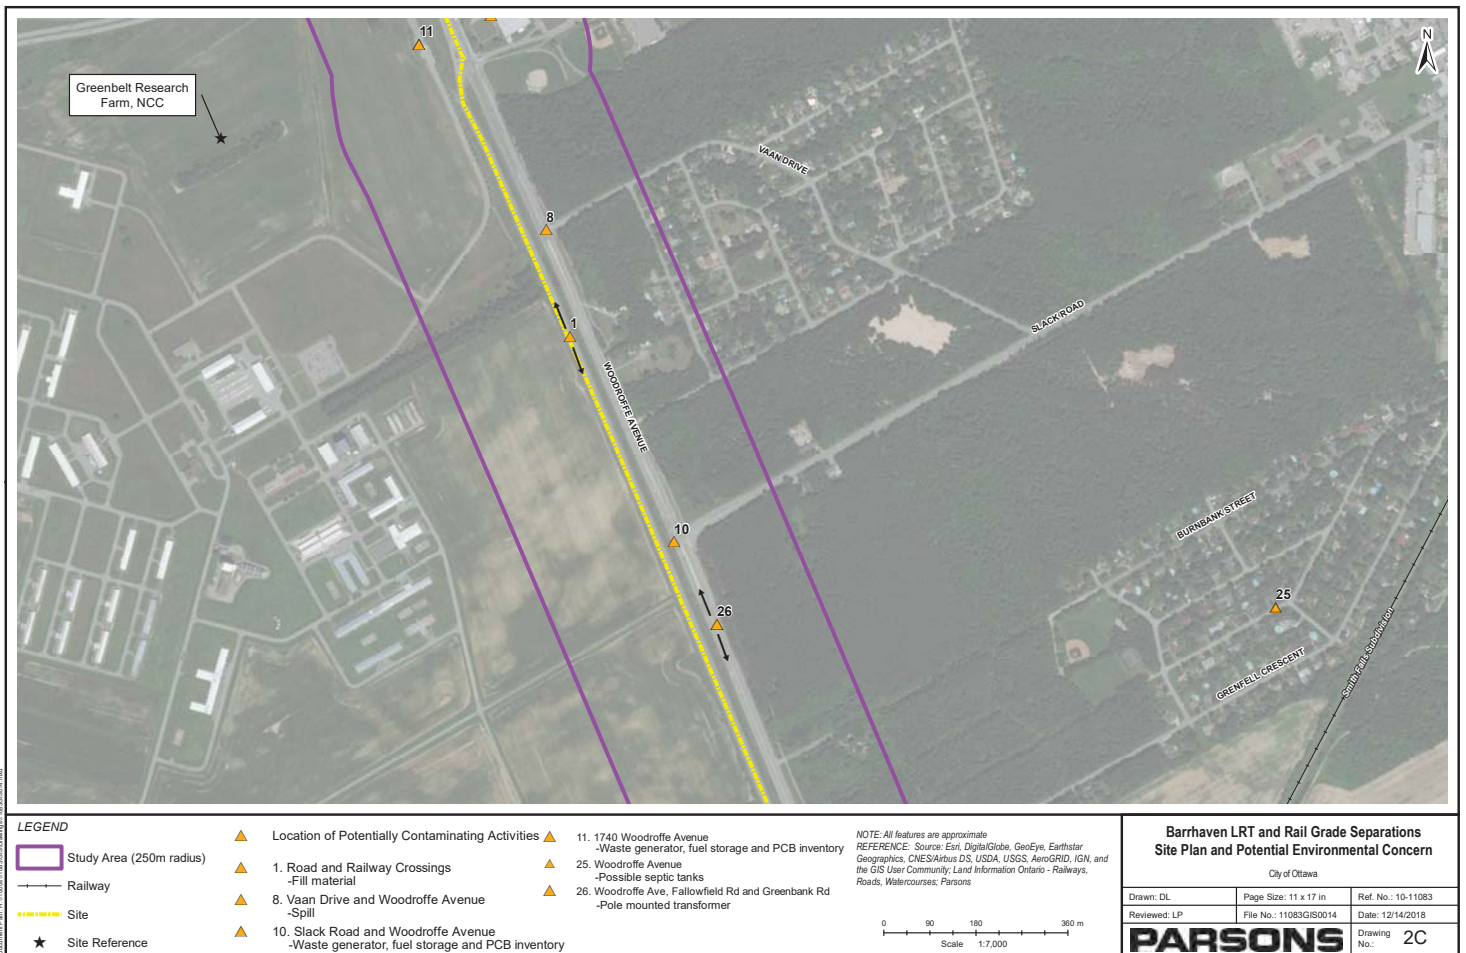 11
N
Greenbelt Research
Farm, NCC
VAAN DRIVE
8
1
SLACK ROAD
WOODROFFE AVENUE
10
BURNBANK STREET
25
26
GRENFELL CRESCENT
Smith Falls Subdivision
LEGEND
Study Area (250m radius)
Railway
Site
Site Reference
Location of Potentially Contaminating Activities
1. Road and Railway Crossings
-Fill material
8. Vaan Drive and Woodroffe Avenue
-Spill
10. Slack Road and Woodroffe Avenue
-Waste generator, fuel storage and PCB inventory
11. 1740 Woodroffe Avenue
-Waste generator, fuel storage and PCB inventory
25. Woodroffe Avenue
-Possible septic tanks
26. Woodroffe Ave, Fallowfield Rd and Greenbank Rd
-Pole mounted transformer
NOTE: All features are approximate
REFERENCE: Source: Esri, DigitalGlobe, GeoEye, Earthstar
Geographics, CNES/Airbus DS, USDA, USGS, AeroGRID, IGN, and
the GIS User Community; Land Information Ontario - Railways,
Roads, Watercourses; Parsons
0 90 180 360 m
Scale 1:7,000
Barrhaven LRT and Rail Grade Separations
Site Plan and Potential Environmental Concern
City of Ottawa
Drawn: DL Page Size: 11 x 17 in Ref. No.: 10-11083
Reviewed: LP File No.: 11083GIS0014 Date: 12/14/2018
PARSONS
Drawing
No.: 2C